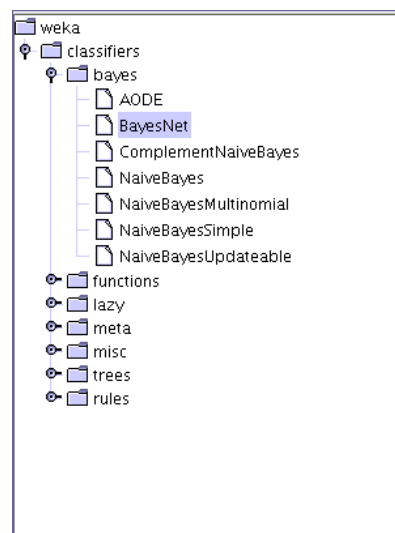 weka
classifiers
bayes
AODE
BayesNet
ComplementNaiveBayes
NaiveBayes
NaiveBayesMultinomial
NaiveBayesSimple
NaiveBayesUpdateable
functions
lazy
meta
misc
trees
rules